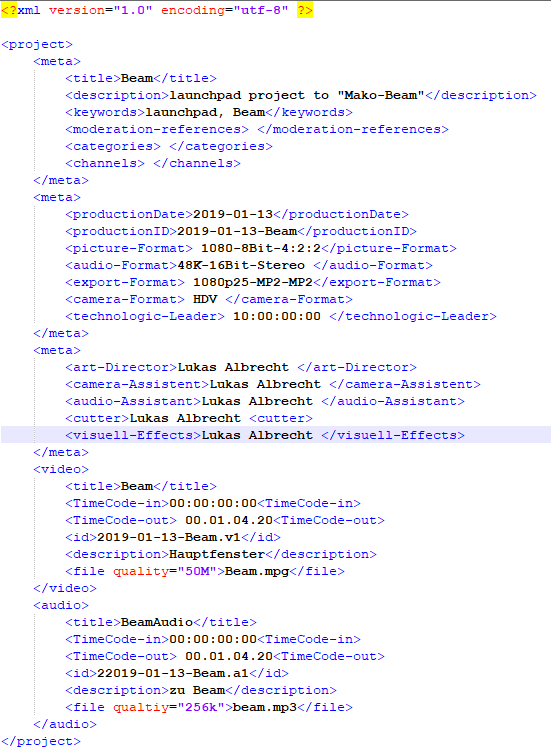 <?xml version="1.0" encoding="utf-8" ?>
<project>
<meta>
<title>Beam</title>
<description>launchpad project to "Mako-Beam"</description>
<keywords>launchpad, Beam</keywords>
<moderation-references> </moderation-references>
<categories> </categories>
<channels> </channels>
</meta>
<meta>
<productionDate>2019-01-13</productionDate>
<productionID>2019-01-13-Beam</productionID>
<picture-Format> 1080-8Bit-4:2:2</picture-Format>
<audio-Format>48K-16Bit-Stereo </audio-Format>
<export-Format> 1080p25-MP2-MP2</export-Format>
<camera-Format> HDV </camera-Format>
<technologic-Leader> 10:00:00:00 </technologic-Leader>
</meta>
<meta>
<art-Director>Lukas Albrecht </art-Director>
<camera-Assistent>Lukas Albrecht </camera-Assistent>
<audio-Assistant>Lukas Albrecht </audio-Assistant>
<cutter>Lukas Albrecht <cutter>
<visuell-Effects>Lukas Albrecht </visuell-Effects>
</meta>
<video>
<title>Beam</title>
<TimeCode-in>00:00:00:00<TimeCode-in>
<TimeCode-out> 00.01.04.20<TimeCode-out>
<id>2019-01-13-Beam.v1</id>
<description>Hauptfenster</description>
<file quality="50M">Beam.mpg</file>
</video>
<audio>
<title>BeamAudio</title>
<TimeCode-in>00:00:00:00<TimeCode-in>
<TimeCode-out> 00.01.04.20<TimeCode-out>
<id>22019-01-13-Beam.a1</id>
<description>zu Beam</description>
<file qualtiy="256k">beam.mp3</file>
</audio>
</project>